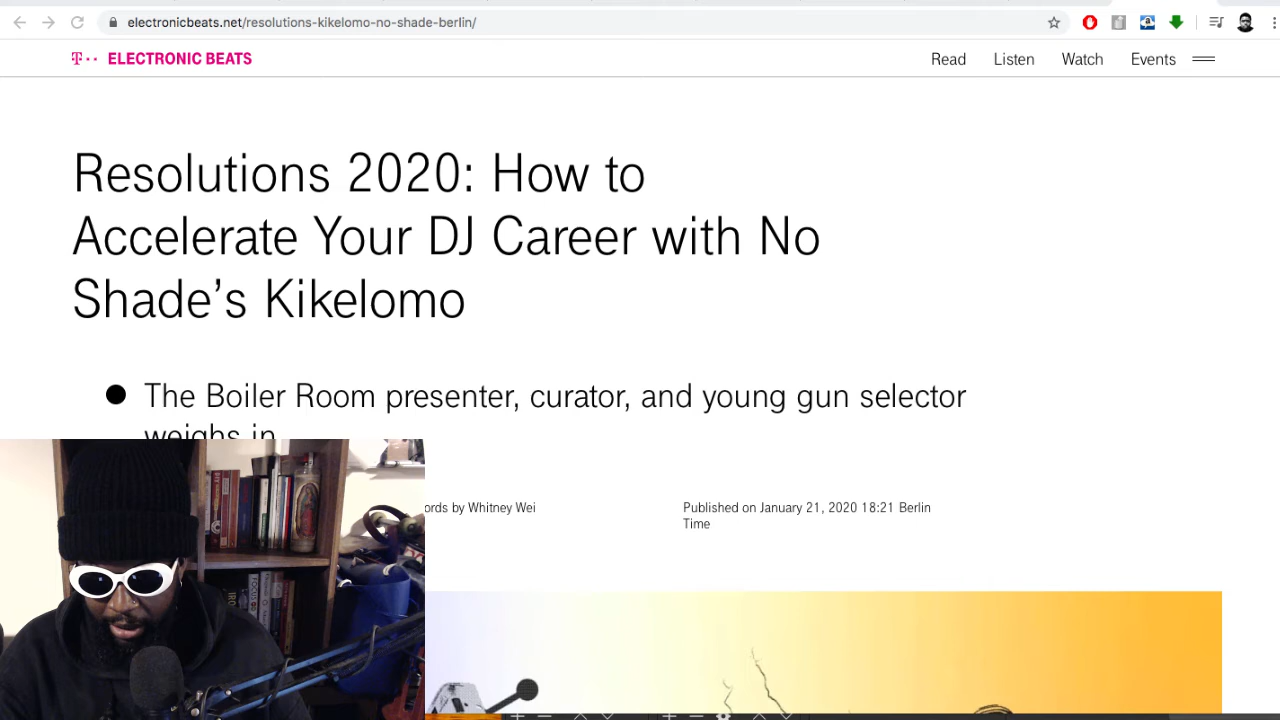 electronicbeats.net/resolutions-kikelomo-no-shade-berlin/
T·· ELECTRONIC BEATS
Read Listen Watch Events
Resolutions 2020: How to
Accelerate Your DJ Career with No
Shade’s Kikelomo
● The Boiler Room presenter, curator, and young gun selector
weighs in
ords by Whitney Wei
Published on January 21, 2020 18:21 Berlin
Time